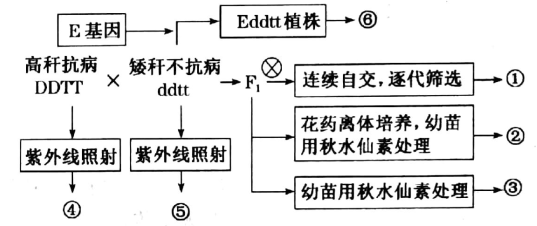 E基因
Eddtt植株
⑥
高秆抗病
DDTT
×
矮秆不抗病
ddtt
F₁
⊗
连续自交，逐代筛选
①
花药离体培养，幼苗
用秋水仙素处理
②
紫外线照射
紫外线照射
幼苗用秋水仙素处理
③
④
⑤